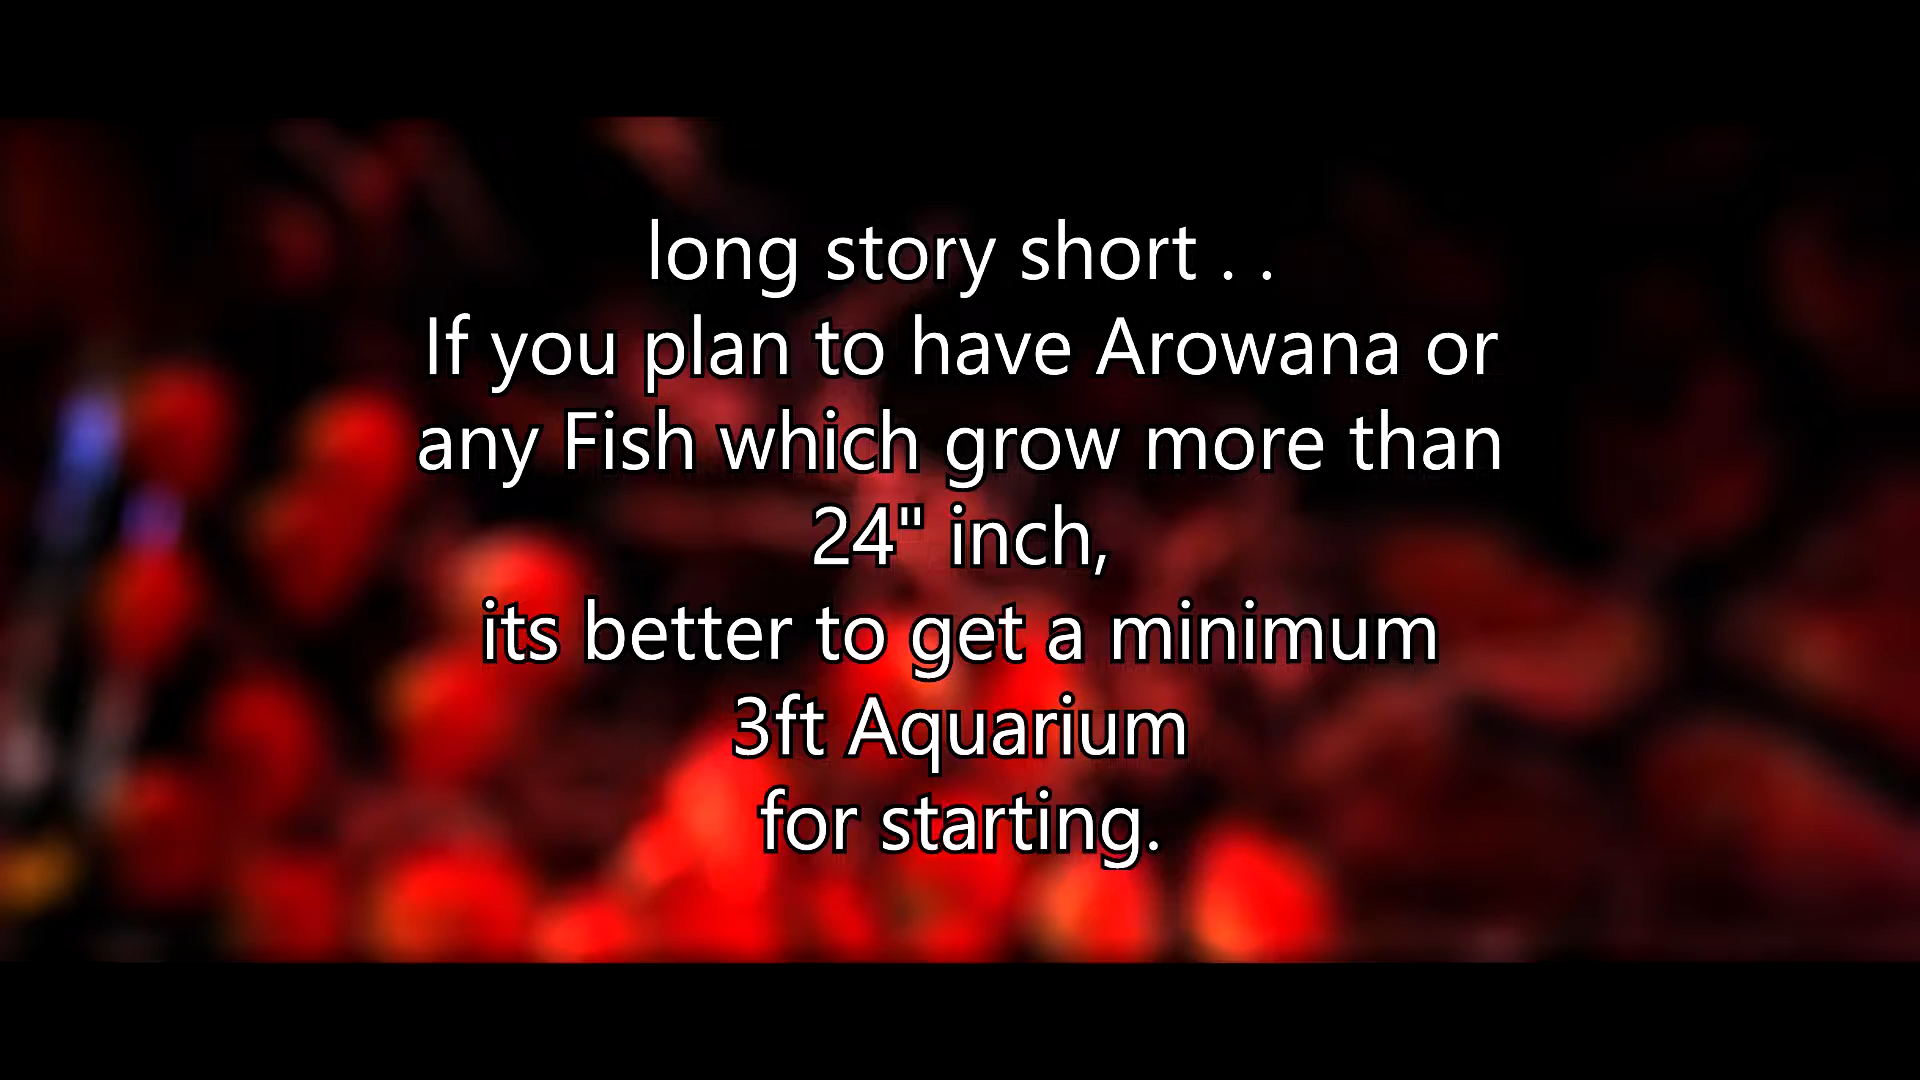 long story short . .
If you plan to have Arowana or
any Fish which grow more than
24" inch,
its better to get a minimum
3ft Aquarium
for starting.